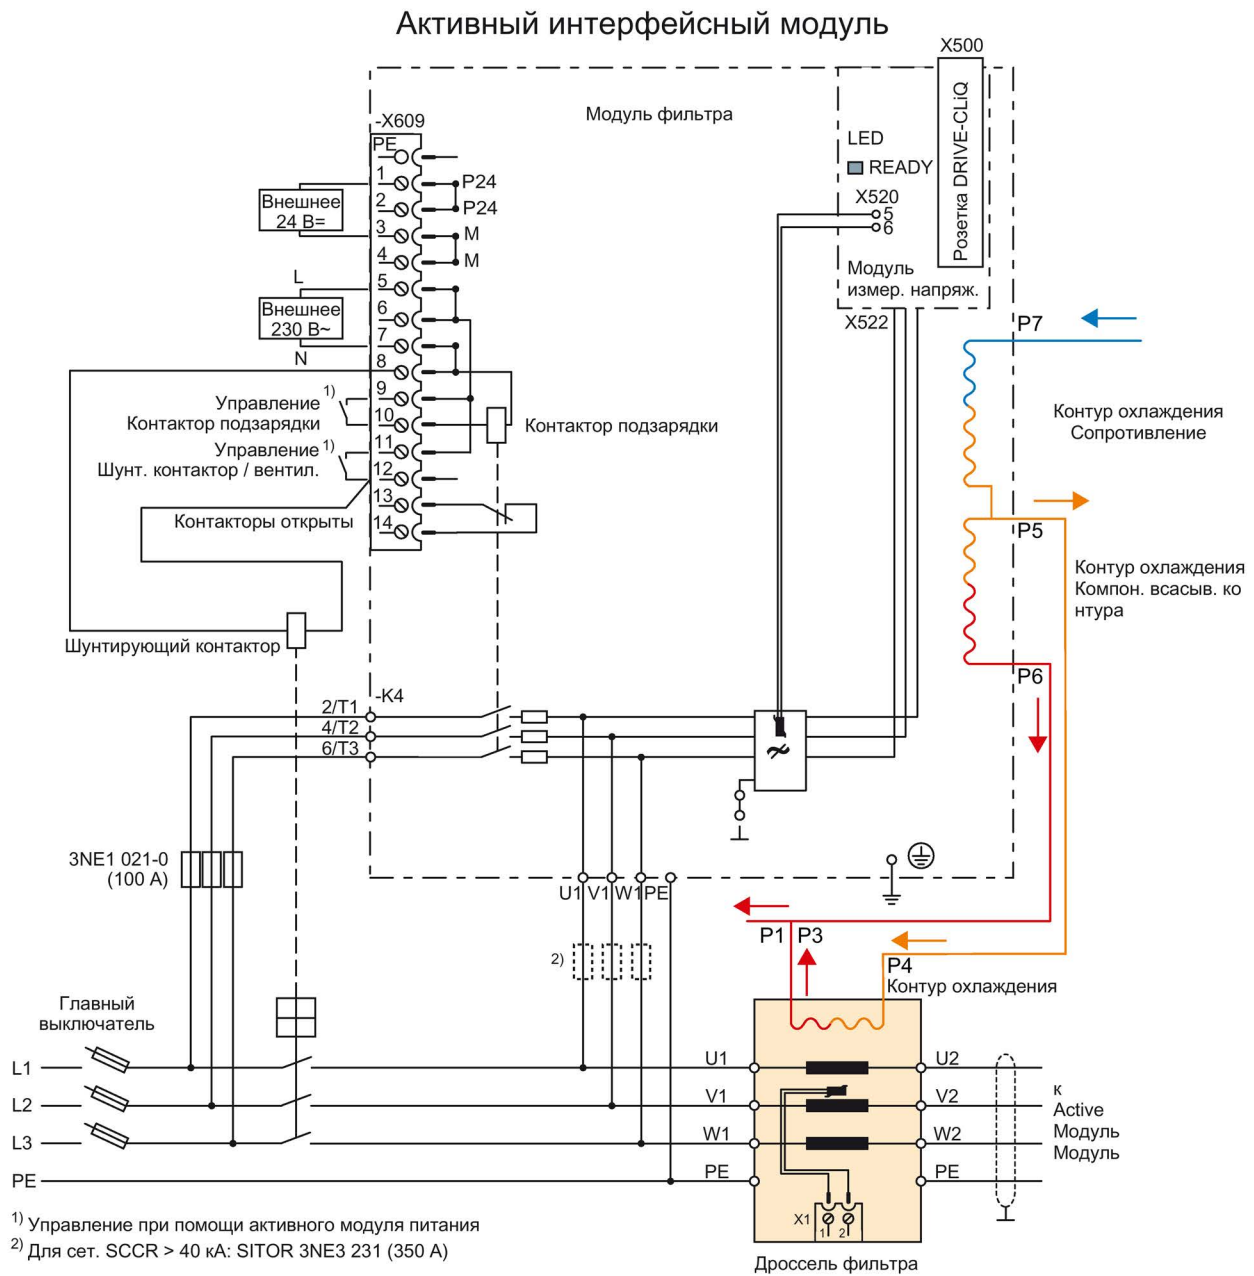 Активный интерфейсный модуль
X500
-X609
Модуль фильтра
Розетка DRIVE-CLiQ
LED
READY
X520
5
6
Модуль
измер. напряж.
X522
PE
1
2
3
4
5
6
7
8
9
10
11
12
13
14
P24
P24
M
M
Внешнее
24 В=
L
Внешнее
230 В~
N
Управление 1)
Контактор подзарядки
Управление 1)
Шунт. контактор / вентил.
Контакторы открыты
Контактор подзарядки
Шунтирующий контактор
P7
Контур охлаждения
Сопротивление
P5
Контур охлаждения
Компон. всасыв. ко
нтура
P6
-K4
2/T1
4/T2
6/T3
3NE1 021-0
(100 A)
U1 V1 W1 PE
2)
P1 P3
P4
Контур охлаждения
Главный
выключатель
L1
L2
L3
PE
U1
V1
W1
PE
U2
V2
W2
PE
к
Active
Модуль
Модуль
X1
1 2
Дроссель фильтра
1) Управление при помощи активного модуля питания
2) Для сет. SCCR > 40 кА: SITOR 3NE3 231 (350 A)